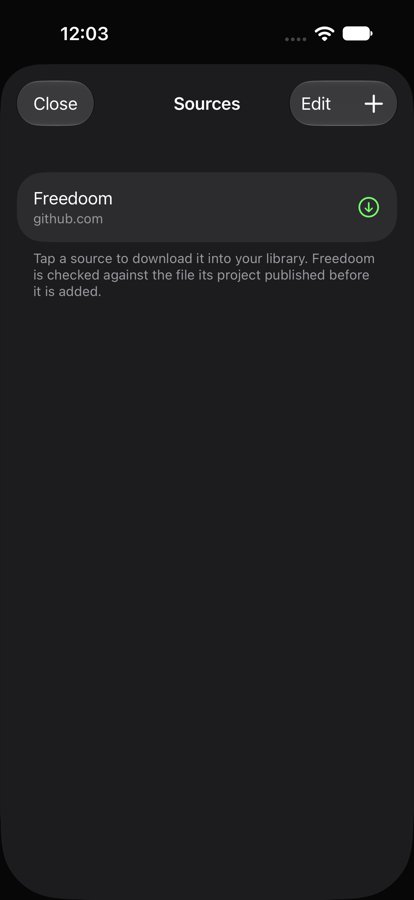 12:03
Close
Sources
Edit
Freedoom
github.com
Tap a source to download it into your library. Freedoom
is checked against the file its project published before
it is added.